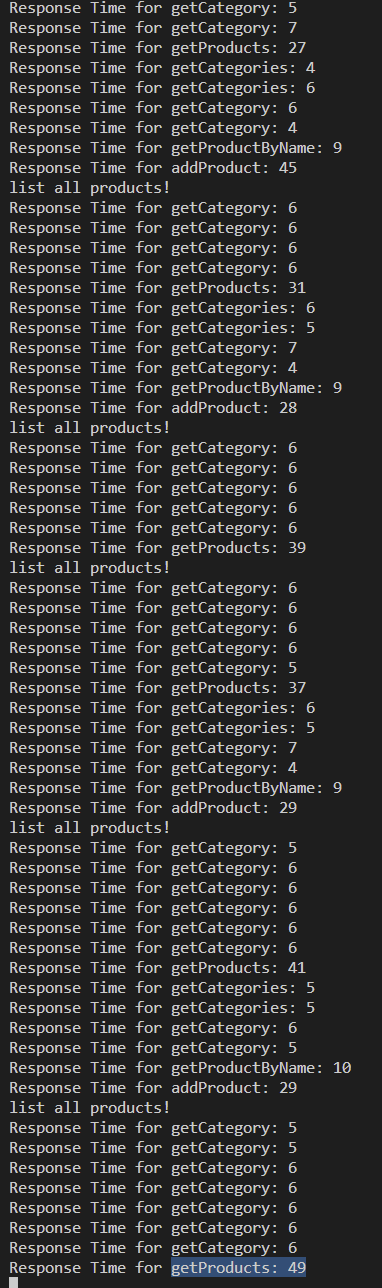 Response Time for getCategory: 5
Response Time for getCategory: 7
Response Time for getProducts: 27
Response Time for getCategories: 4
Response Time for getCategories: 6
Response Time for getCategory: 6
Response Time for getCategory: 4
Response Time for getProductByName: 9
Response Time for addProduct: 45
list all products!
Response Time for getCategory: 6
Response Time for getCategory: 6
Response Time for getCategory: 6
Response Time for getCategory: 6
Response Time for getProducts: 31
Response Time for getCategories: 6
Response Time for getCategories: 5
Response Time for getCategory: 7
Response Time for getCategory: 4
Response Time for getProductByName: 9
Response Time for addProduct: 28
list all products!
Response Time for getCategory: 6
Response Time for getCategory: 6
Response Time for getCategory: 6
Response Time for getCategory: 6
Response Time for getCategory: 6
Response Time for getProducts: 39
list all products!
Response Time for getCategory: 6
Response Time for getCategory: 6
Response Time for getCategory: 6
Response Time for getCategory: 6
Response Time for getCategory: 5
Response Time for getProducts: 37
Response Time for getCategories: 6
Response Time for getCategories: 5
Response Time for getCategory: 7
Response Time for getCategory: 4
Response Time for getProductByName: 9
Response Time for addProduct: 29
list all products!
Response Time for getCategory: 5
Response Time for getCategory: 6
Response Time for getCategory: 6
Response Time for getCategory: 6
Response Time for getCategory: 6
Response Time for getCategory: 6
Response Time for getProducts: 41
Response Time for getCategories: 5
Response Time for getCategories: 5
Response Time for getCategory: 6
Response Time for getCategory: 5
Response Time for getProductByName: 10
Response Time for addProduct: 29
list all products!
Response Time for getCategory: 5
Response Time for getCategory: 5
Response Time for getCategory: 6
Response Time for getCategory: 6
Response Time for getCategory: 6
Response Time for getCategory: 6
Response Time for getCategory: 6
Response Time for getProducts: 49